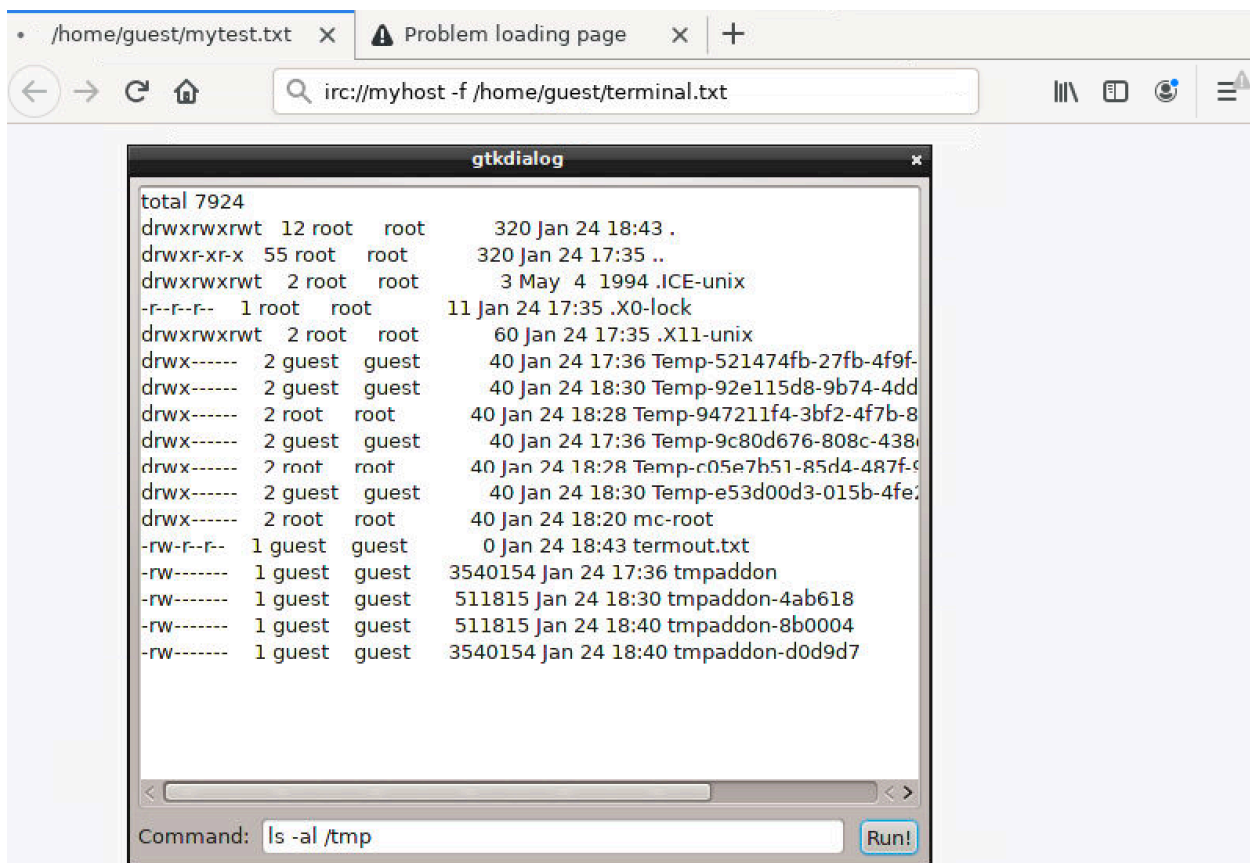 /home/guest/mytest.txt Problem loading page
irc://myhost -f /home/guest/terminal.txt
gtkdialog
total 7924
drwxrwxrwt 12 root root 320 Jan 24 18:43 .
drwxr-xr-x 55 root root 320 Jan 24 17:35 ..
drwxrwxrwt 2 root root 3 May 4 1994 .ICE-unix
-r--r--r-- 1 root root 11 Jan 24 17:35 .X0-lock
drwxrwxrwt 2 root root 60 Jan 24 17:35 .X11-unix
drwx------ 2 guest guest 40 Jan 24 17:36 Temp-521474fb-27fb-4f9f-
drwx------ 2 guest guest 40 Jan 24 18:30 Temp-92e115d8-9b74-4dd
drwx------ 2 root root 40 Jan 24 18:28 Temp-947211f4-3bf2-4f7b-8
drwx------ 2 guest guest 40 Jan 24 17:36 Temp-9c80d676-808c-438
drwx------ 2 root root 40 Jan 24 18:28 Temp-c05e7b51-85d4-487f-9
drwx------ 2 guest guest 40 Jan 24 18:30 Temp-e53d00d3-015b-4fe2
drwx------ 2 root root 40 Jan 24 18:20 mc-root
-rw-r--r-- 1 guest guest 0 Jan 24 18:43 termout.txt
-rw------- 1 guest guest 3540154 Jan 24 17:36 tmpaddon
-rw------- 1 guest guest 511815 Jan 24 18:30 tmpaddon-4ab618
-rw------- 1 guest guest 511815 Jan 24 18:40 tmpaddon-8b0004
-rw------- 1 guest guest 3540154 Jan 24 18:40 tmpaddon-d0d9d7
Command: ls -al /tmp Run!